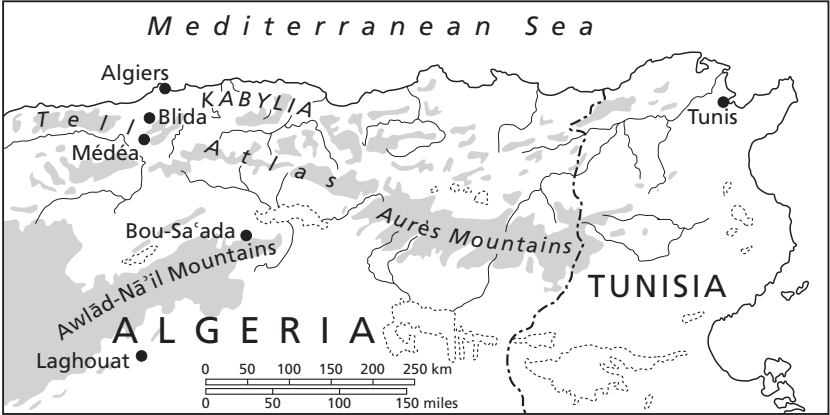 Mediterranean Sea
Algiers
KABYLIA
Tell Atlas
Blida
Tunis
Médéa
Aurès Mountains
Bou-Saʿada
Awlād-Nāʾil Mountains
TUNISIA
ALGERIA
Laghouat
0 50 100 150 200 250 km
0 50 100 150 miles